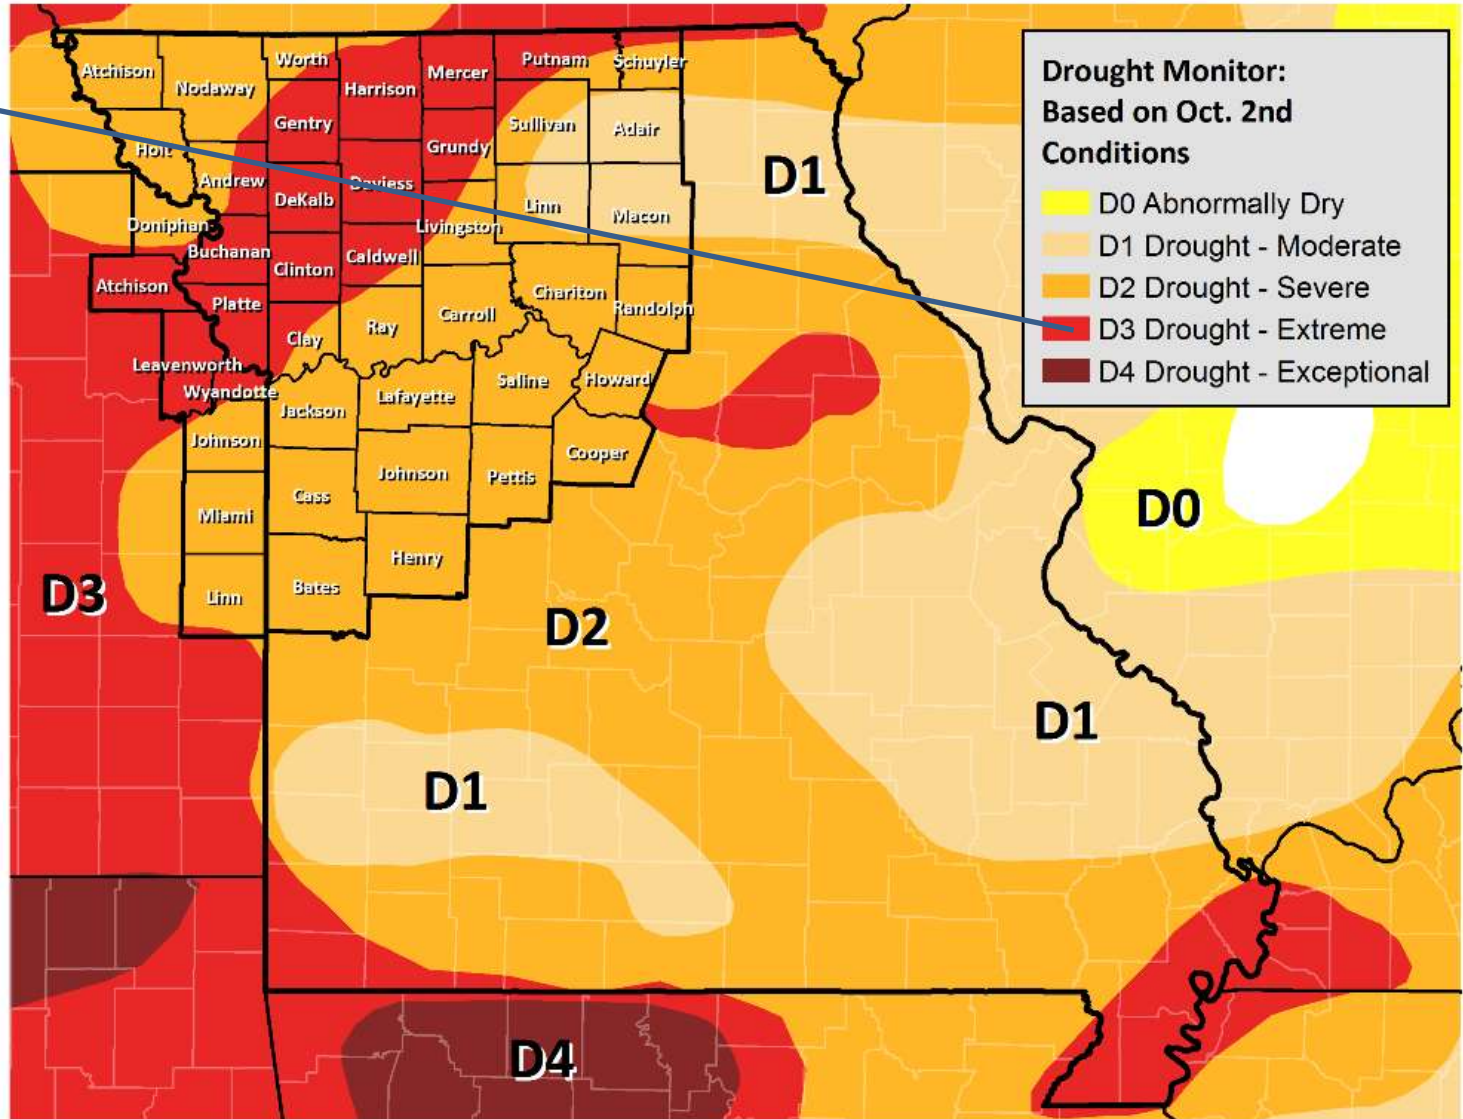 Worth
Putnam
Schuyler
Atchison
Nodaway
Harrison
Mercer
Gentry
Sullivan
Adair
Holt
Grundy
Andrew
DeKalb
Daviess
Linn
Macon
Doniphan
Livingston
Buchanan
Clinton
Caldwell
Atchison
Platte
Chariton
Randolph
Clay
Ray
Carroll
Leavenworth
Wyandotte
Jackson
Lafayette
Saline
Howard
Johnson
Johnson
Pettis
Cooper
Cass
Miami
Henry
Bates
Linn
D1
D0
D3
D2
D1
D1
D4
Drought Monitor:
Based on Oct. 2nd
Conditions
D0 Abnormally Dry
D1 Drought - Moderate
D2 Drought - Severe
D3 Drought - Extreme
D4 Drought - Exceptional